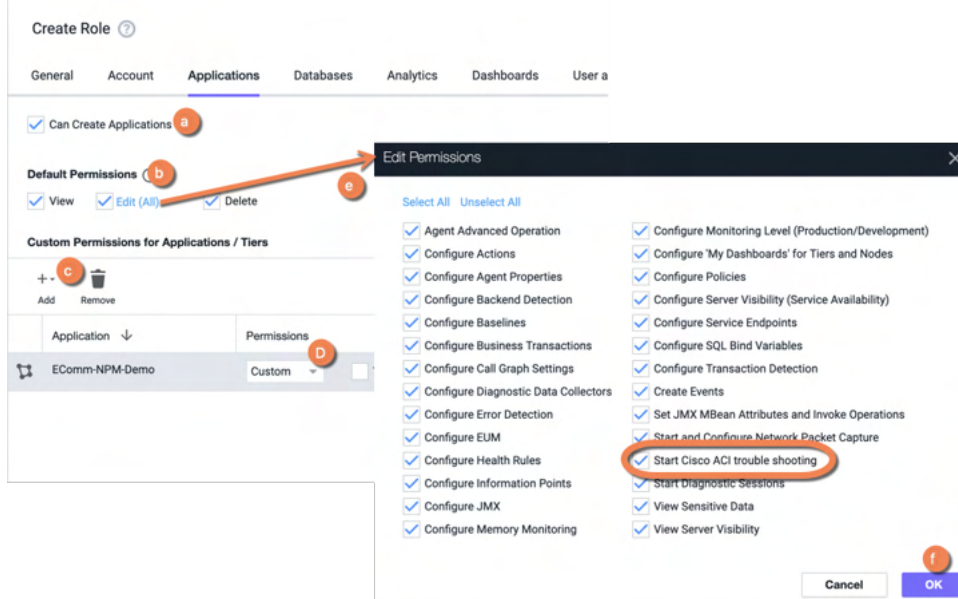 Create Role ?
General Account Applications Databases Analytics Dashboards User a
Can Create Applications a
Default Permissions b
View Edit (All) Delete
Custom Permissions for Applications / Tiers
c
Add Remove
Application Permissions
D
EComm-NPM-Demo Custom
Edit Permissions
e
Select All Unselect All
Agent Advanced Operation
Configure Actions
Configure Agent Properties
Configure Backend Detection
Configure Baselines
Configure Business Transactions
Configure Call Graph Settings
Configure Diagnostic Data Collectors
Configure Error Detection
Configure EUM
Configure Health Rules
Configure Information Points
Configure JMX
Configure Memory Monitoring
Configure Monitoring Level (Production/Development)
Configure 'My Dashboards' for Tiers and Nodes
Configure Policies
Configure Server Visibility (Service Availability)
Configure Service Endpoints
Configure SQL Bind Variables
Configure Transaction Detection
Create Events
Set JMX MBean Attributes and Invoke Operations
Start and Configure Network Packet Capture
Start Cisco ACI trouble shooting
Start Diagnostic Sessions
View Sensitive Data
View Server Visibility
f
Cancel OK